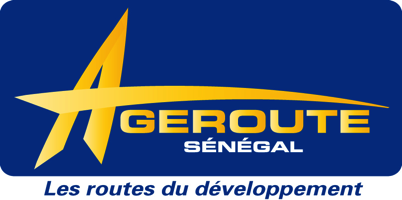 AGEROUTE
SÉNÉGAL
Les routes du développement